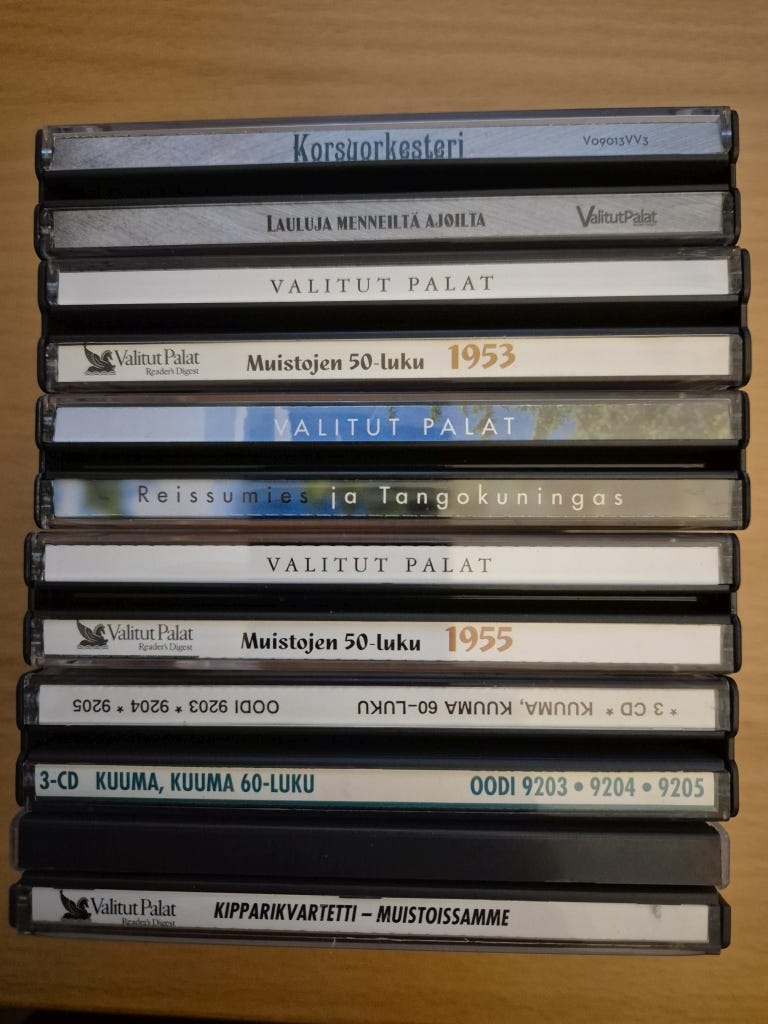 Korsuorkesteri V09013VV3
LAULUJA MENNEILTÄ AJOILTA ValitutPalat
VALITUT PALAT
Valitut Palat Reader's Digest Muistojen 50-luku 1953
VALITUT PALAT
Reissumies ja Tangokuningas
VALITUT PALAT
Valitut Palat Reader's Digest Muistojen 50-luku 1955
* 3 CD * KUUMA, KUUMA 60-LUKU OODI 9203 * 9204 * 9205
3-CD KUUMA, KUUMA 60-LUKU OODI 9203 • 9204 • 9205
Valitut Palat Reader's Digest KIPPARIKVARTETTI – MUISTOISSAMME